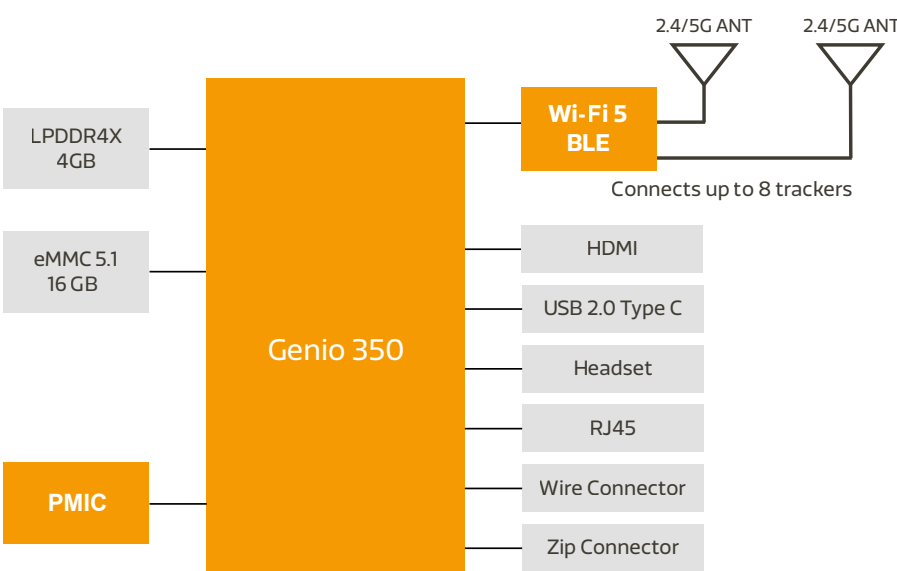 2.4/5G ANT
2.4/5G ANT
LPDDR4X
4GB
Wi-Fi 5
BLE
Connects up to 8 trackers
eMMC 5.1
16 GB
HDMI
USB 2.0 Type C
Genio 350
Headset
RJ45
PMIC
Wire Connector
Zip Connector